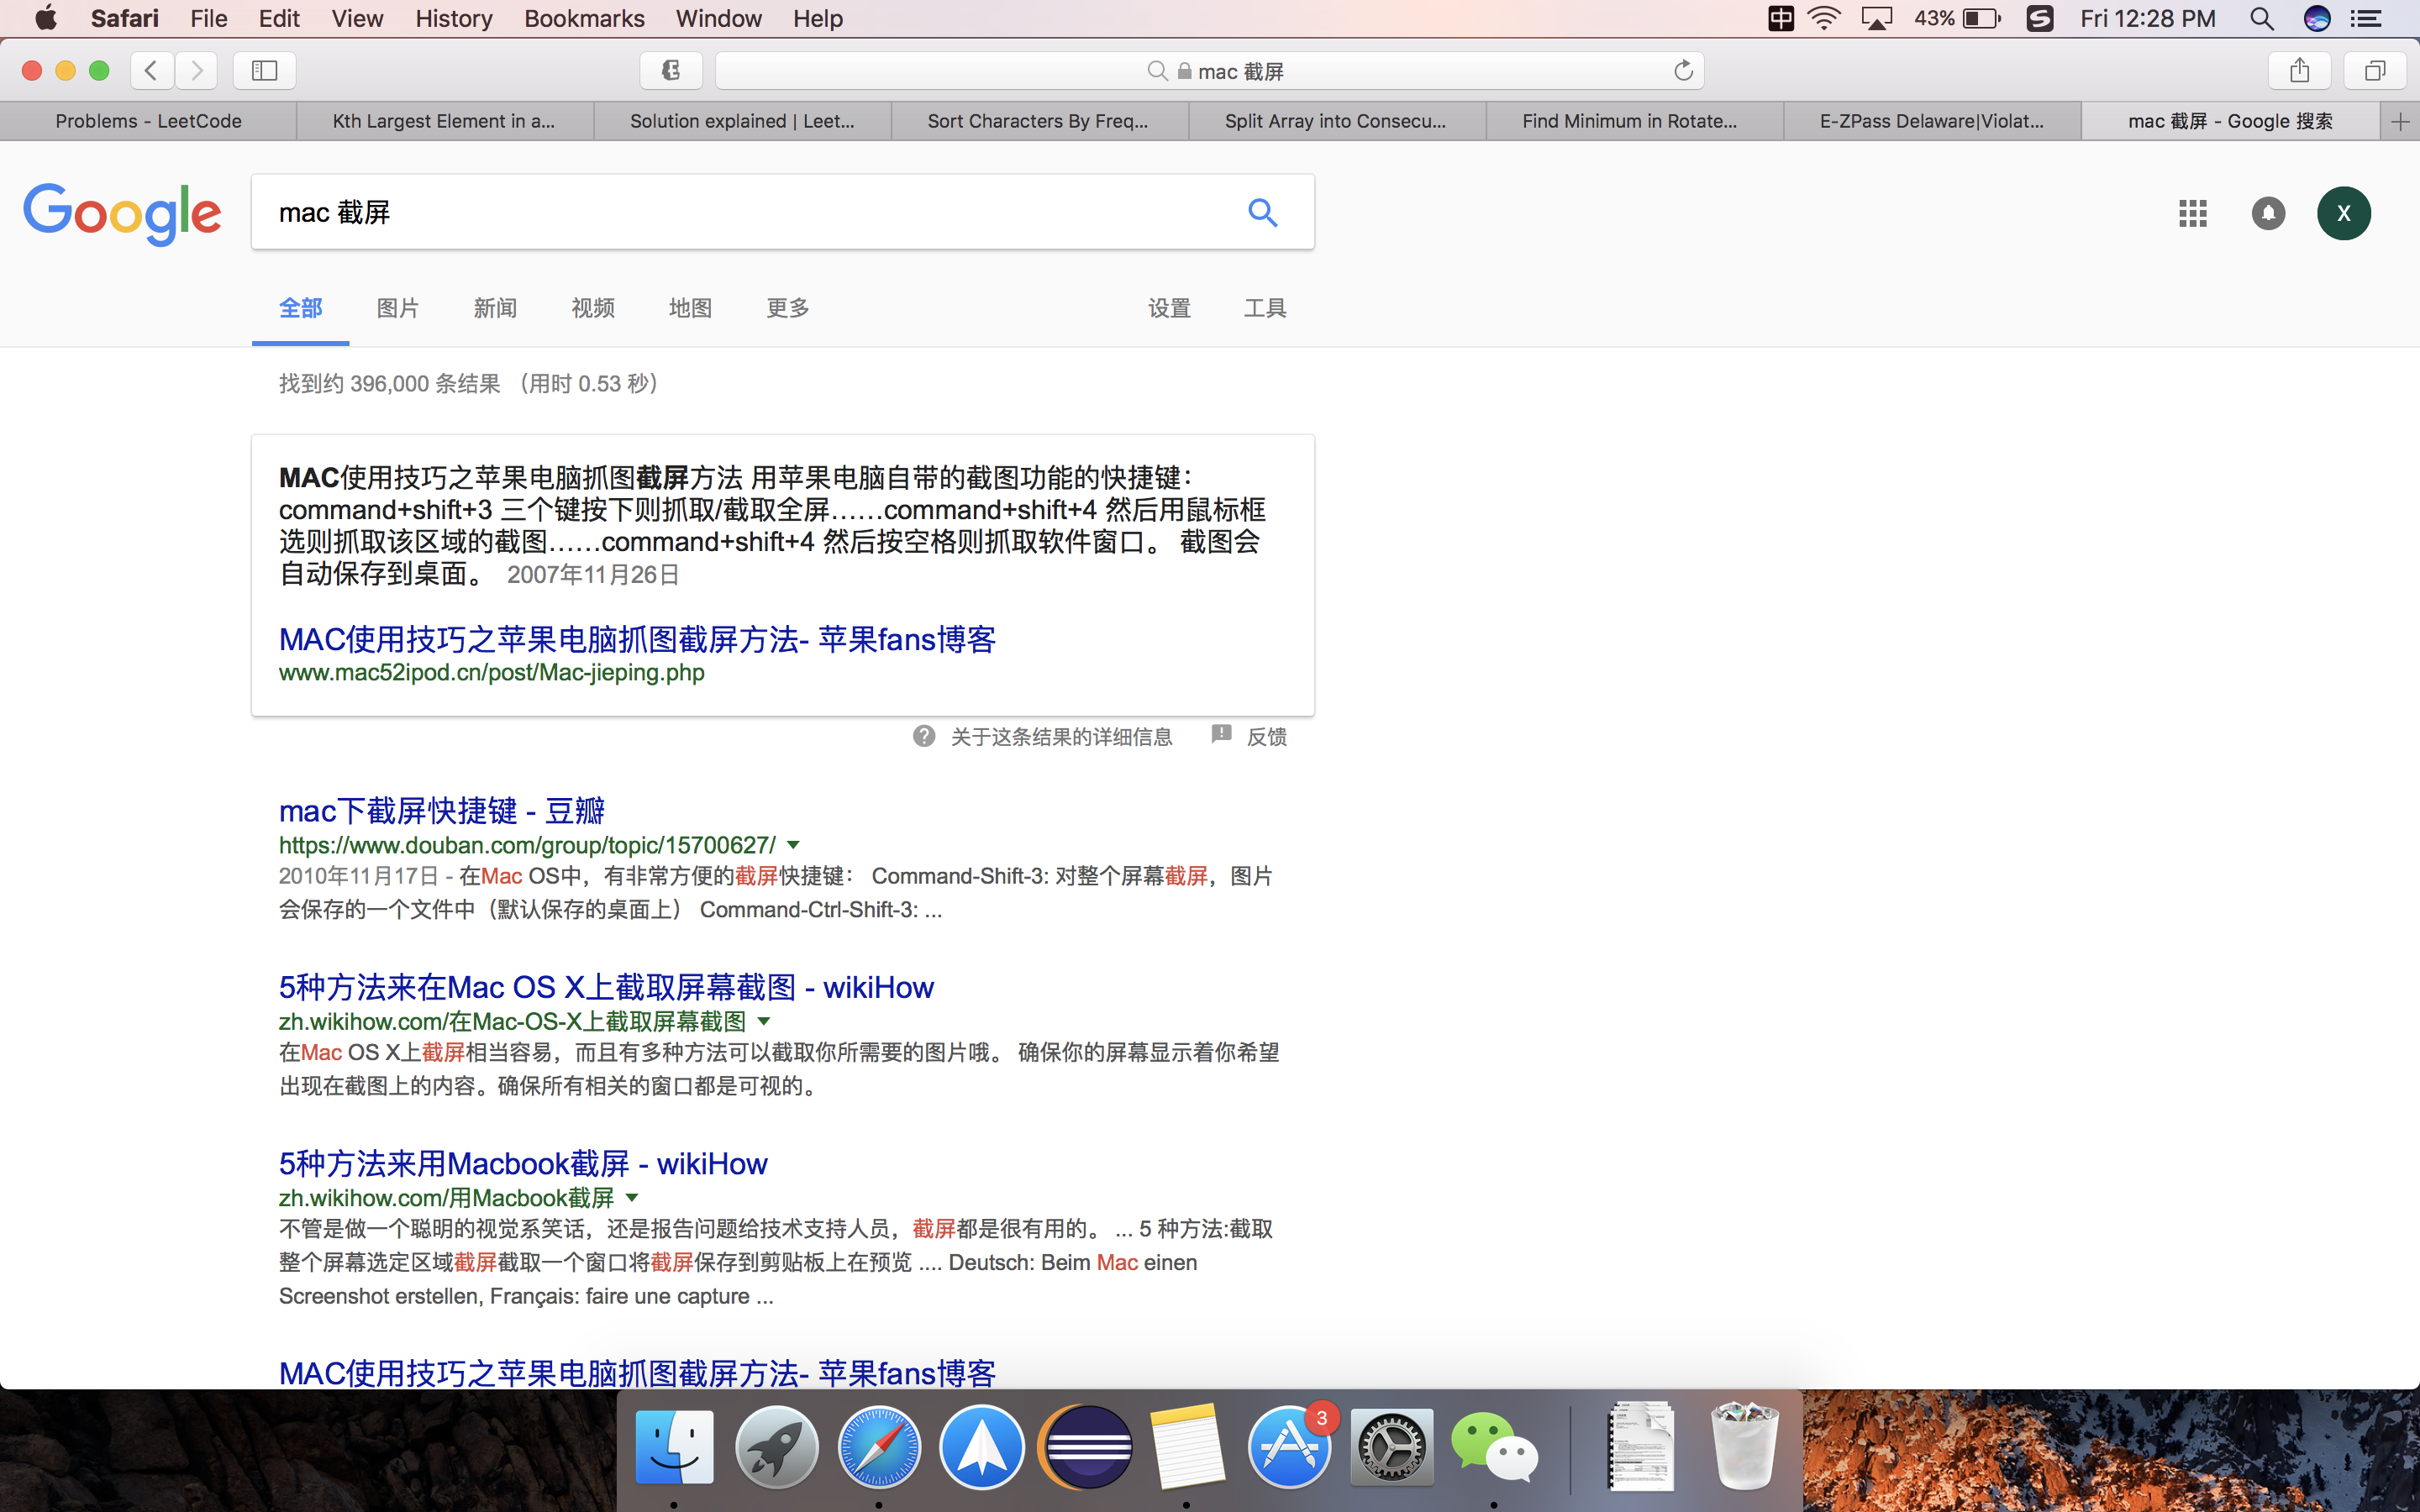 Safari File Edit View History Bookmarks Window Help 中 43% S Fri 12:28 PM
mac 截屏
Problems - LeetCode Kth Largest Element in a... Solution explained | Leet... Sort Characters By Freq... Split Array into Consecu... Find Minimum in Rotate... E-ZPass Delaware|Violat... mac 截屏 - Google 搜索
Google mac 截屏 X
全部 图片 新闻 视频 地图 更多 设置 工具
找到约 396,000 条结果 （用时 0.53 秒）
MAC使用技巧之苹果电脑抓图截屏方法 用苹果电脑自带的截图功能的快捷键：
command+shift+3 三个键按下则抓取/截取全屏……command+shift+4 然后用鼠标框
选则抓取该区域的截图……command+shift+4 然后按空格则抓取软件窗口。 截图会
自动保存到桌面。 2007年11月26日
MAC使用技巧之苹果电脑抓图截屏方法- 苹果fans博客
www.mac52ipod.cn/post/Mac-jieping.php
关于这条结果的详细信息 反馈
mac下截屏快捷键 - 豆瓣
https://www.douban.com/group/topic/15700627/
2010年11月17日 - 在Mac OS中，有非常方便的截屏快捷键： Command-Shift-3: 对整个屏幕截屏，图片
会保存的一个文件中（默认保存的桌面上） Command-Ctrl-Shift-3: ...
5种方法来在Mac OS X上截取屏幕截图 - wikiHow
zh.wikihow.com/在Mac-OS-X上截取屏幕截图
在Mac OS X上截屏相当容易，而且有多种方法可以截取你所需要的图片哦。 确保你的屏幕显示着你希望
出现在截图上的内容。确保所有相关的窗口都是可视的。
5种方法来用Macbook截屏 - wikiHow
zh.wikihow.com/用Macbook截屏
不管是做一个聪明的视觉系笑话，还是报告问题给技术支持人员，截屏都是很有用的。 ... 5 种方法:截取
整个屏幕选定区域截屏截取一个窗口将截屏保存到剪贴板上在预览 .... Deutsch: Beim Mac einen
Screenshot erstellen, Français: faire une capture ...
MAC使用技巧之苹果电脑抓图截屏方法- 苹果fans博客
3